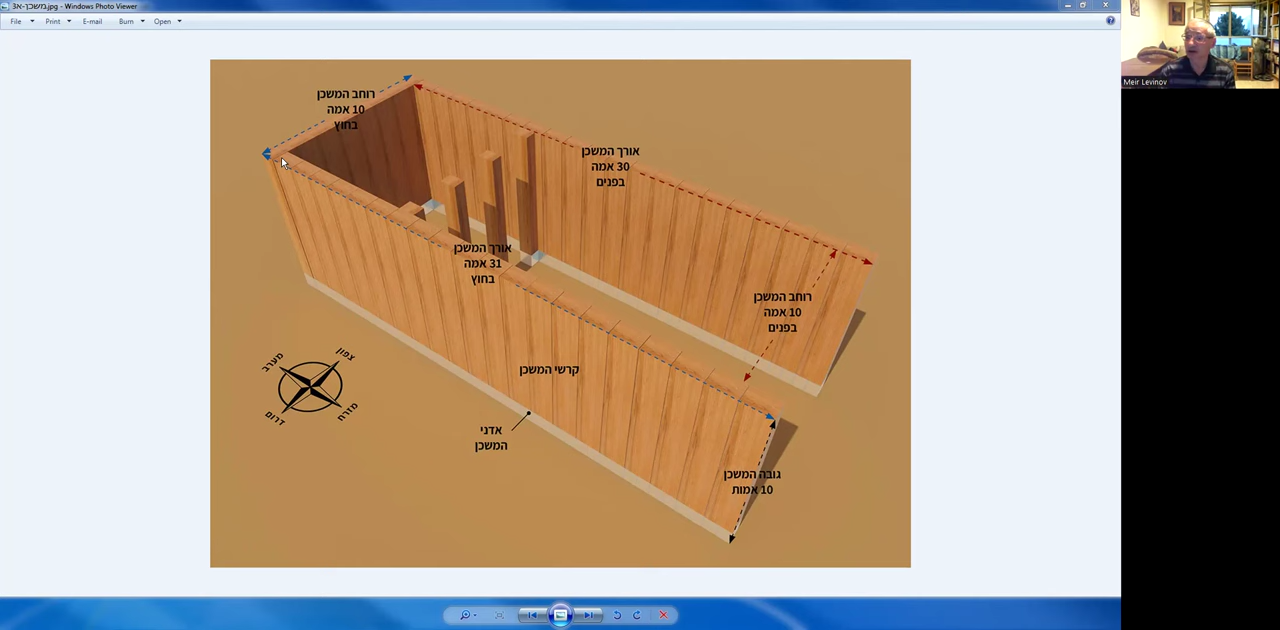 משכן-א3.jpg - Windows Photo Viewer
File Print E-mail Burn Open
Meir Levinov
רוחב המשכן
10 אמה
בחוץ
אורך המשכן
30 אמה
בפנים
אורך המשכן
31 אמה
בחוץ
רוחב המשכן
10 אמה
בפנים
קרשי המשכן
צפון
מערב
מזרח
דרום
אדני
המשכן
גובה המשכן
10 אמות